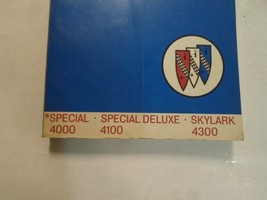 *SPECIAL · SPECIAL DELUXE · SKYLARK
4000 4100 4300